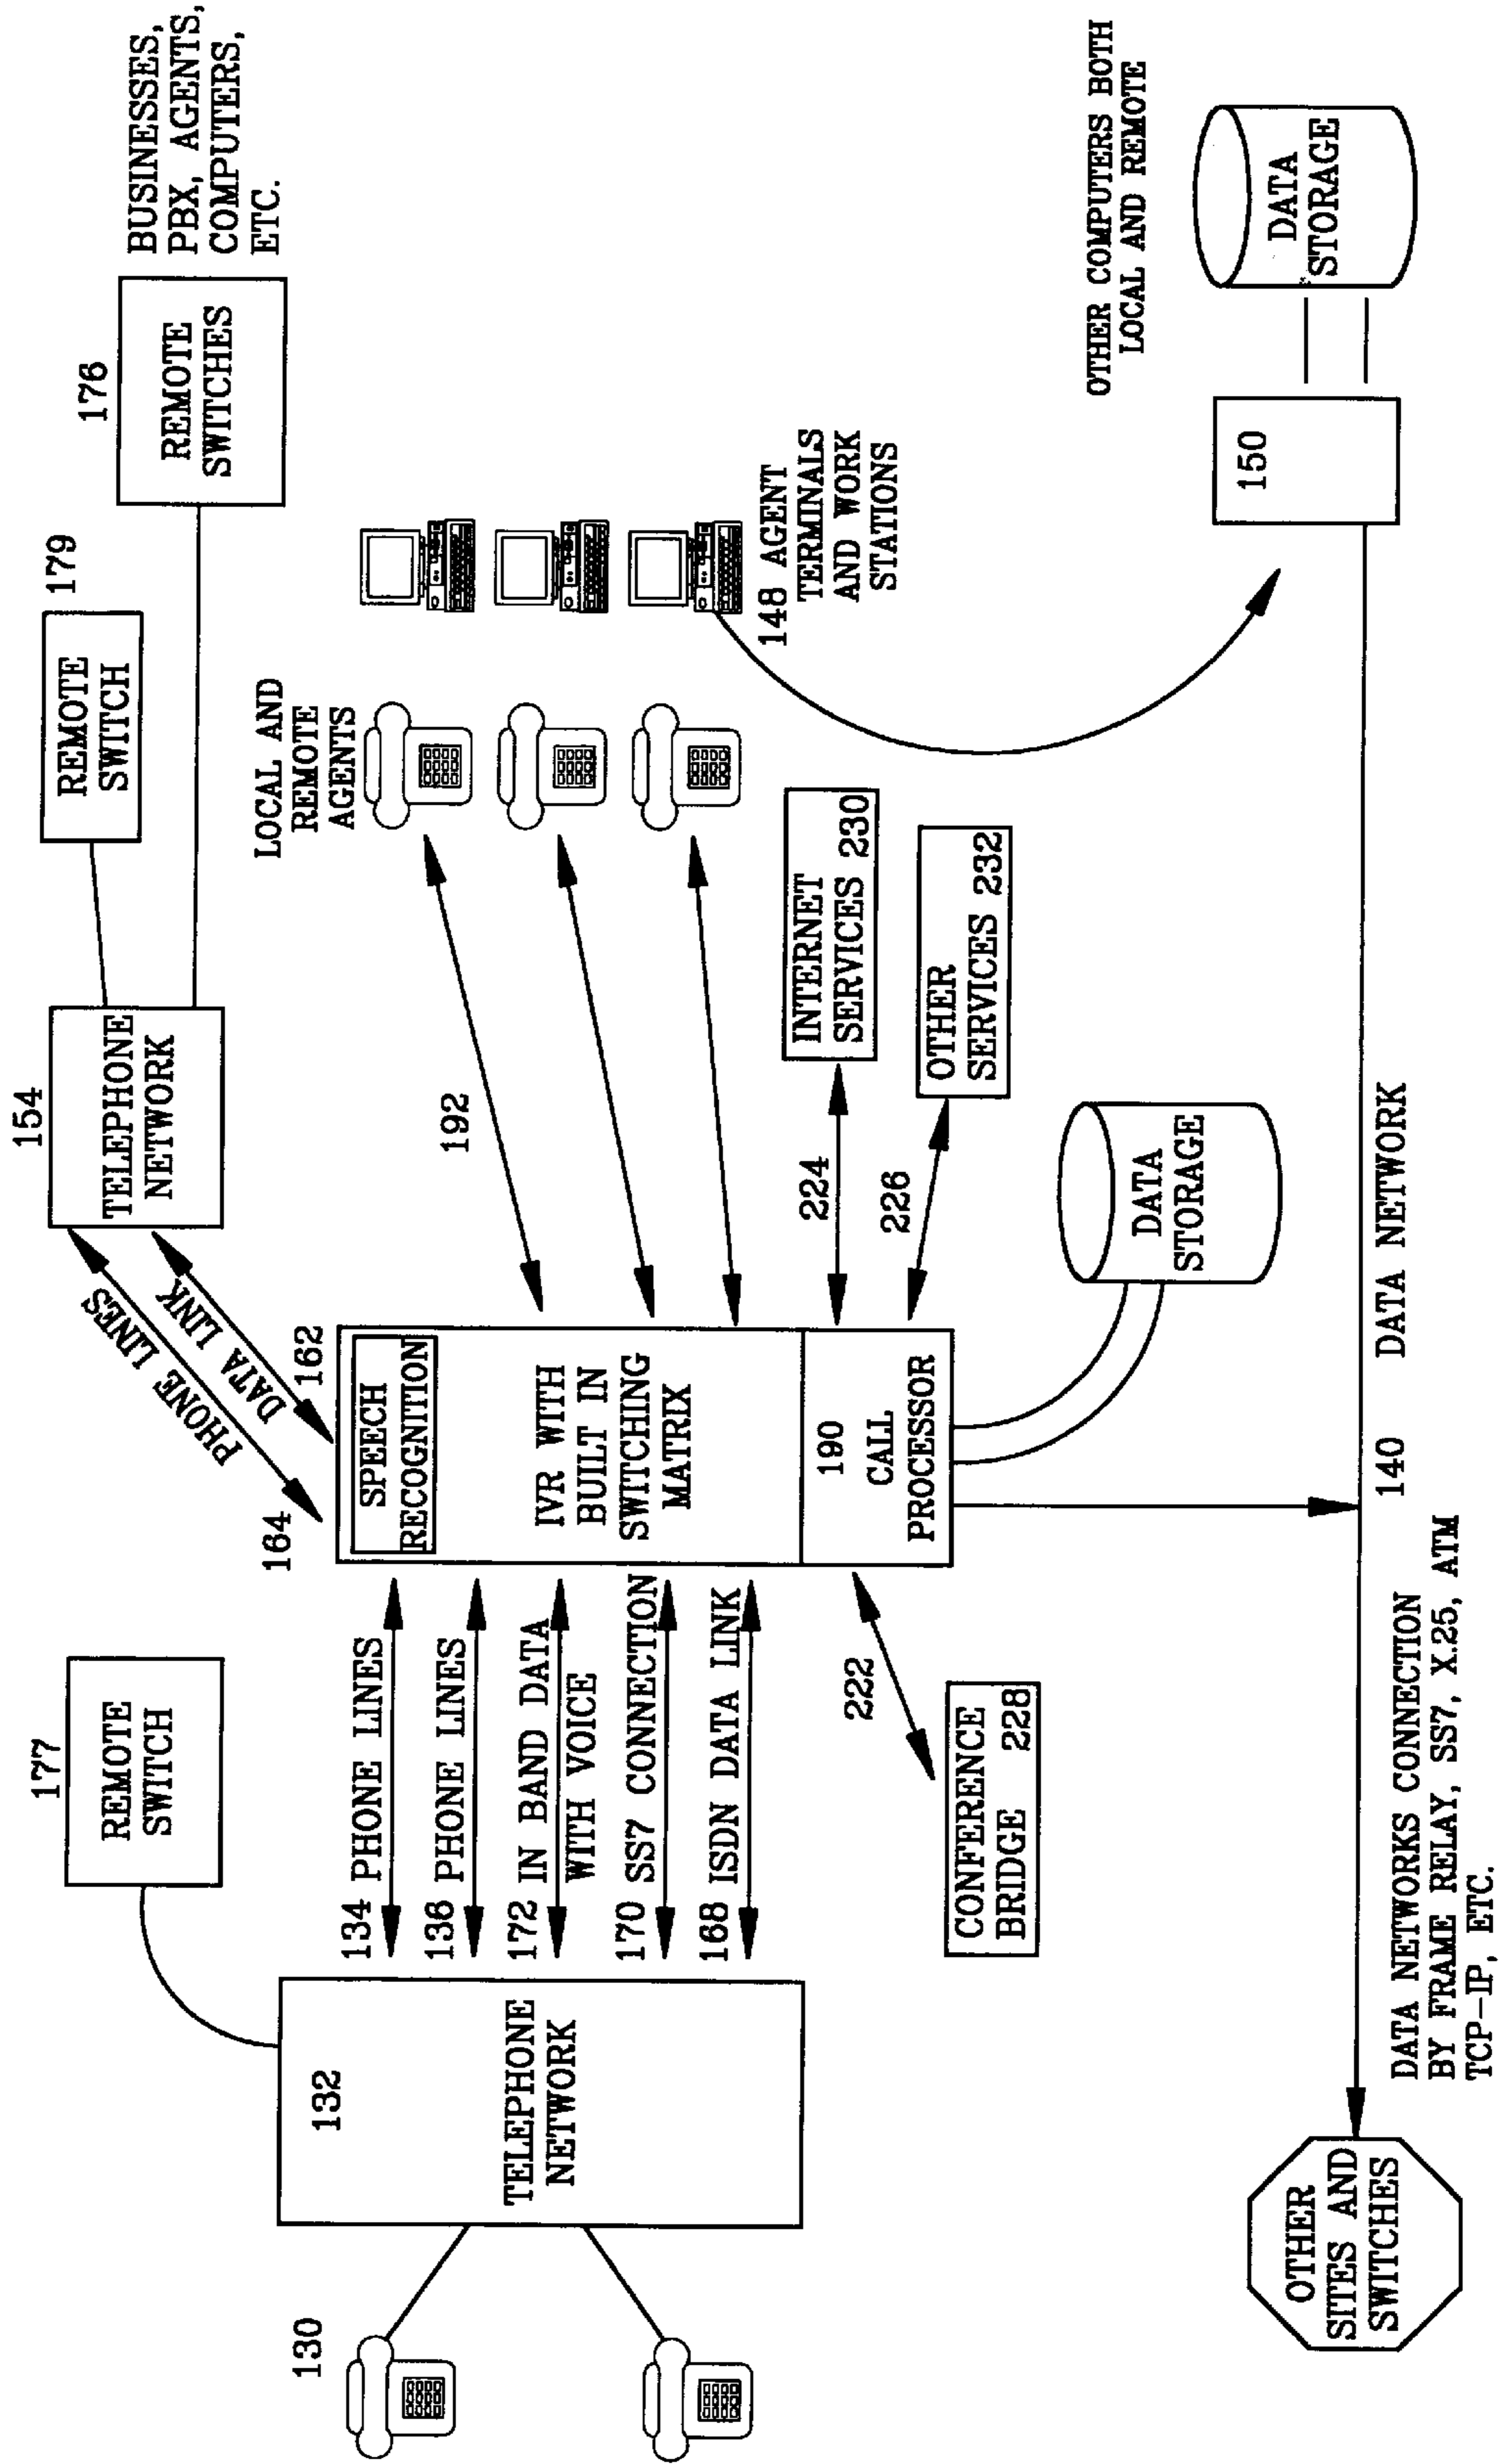 177
REMOTE
SWITCH
154
TELEPHONE
NETWORK
179
REMOTE
SWITCH
176
REMOTE
SWITCHES
BUSINESSES,
PBX, AGENTS,
COMPUTERS,
ETC.
PHONE LINES
DATA LINK
164
162
130
132
TELEPHONE
NETWORK
134 PHONE LINES
136 PHONE LINES
172 IN BAND DATA
WITH VOICE
170 SS7 CONNECTION
168 ISDN DATA LINK
SPEECH
RECOGNITION
IVR WITH
BUILT IN
SWITCHING
MATRIX
190
CALL
PROCESSOR
192
LOCAL AND
REMOTE
AGENTS
148 AGENT
TERMINALS
AND WORK
STATIONS
222
CONFERENCE
BRIDGE 228
224
INTERNET
SERVICES 230
226
OTHER
SERVICES 232
DATA
STORAGE
OTHER COMPUTERS BOTH
LOCAL AND REMOTE
150
DATA
STORAGE
OTHER
SITES AND
SWITCHES
140 DATA NETWORK
DATA NETWORKS CONNECTION
BY FRAME RELAY, SS7, X.25, ATM
TCP-IP, ETC.